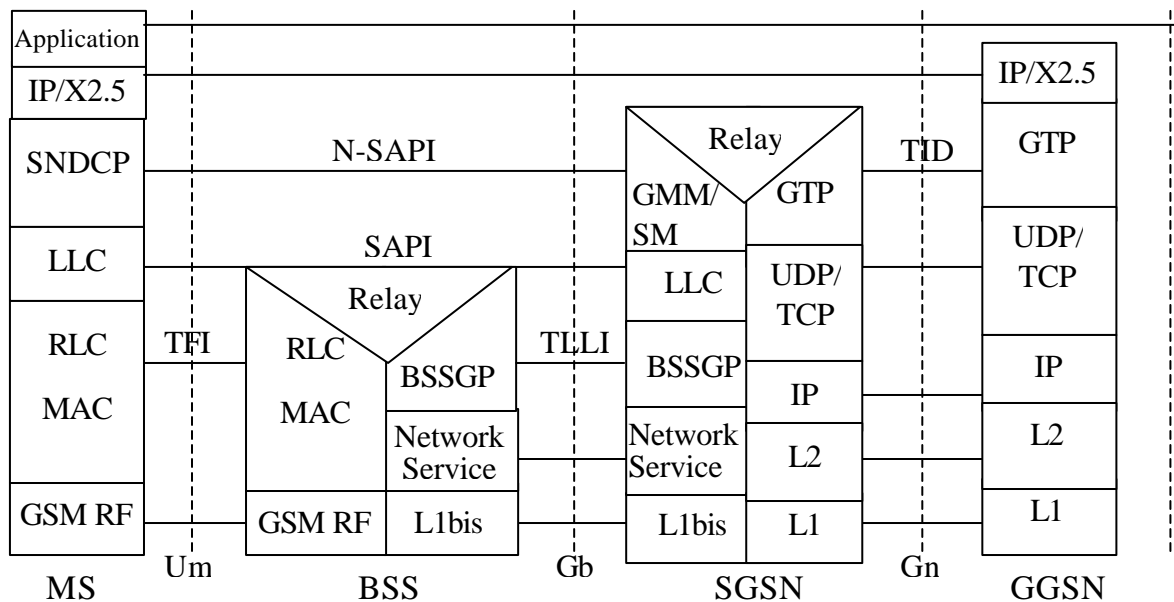 Application
IP/X2.5
SNDCP
LLC
RLC
MAC
GSM RF
MS
N-SAPI
SAPI
TFI
Um
Relay
RLC
MAC
BSSGP
Network
Service
GSM RF
L1bis
BSS
TLLI
Gb
Relay
GMM/
SM
GTP
LLC
UDP/
TCP
BSSGP
IP
Network
Service
L2
L1bis
L1
SGSN
TID
Gn
IP/X2.5
GTP
UDP/
TCP
IP
L2
L1
GGSN